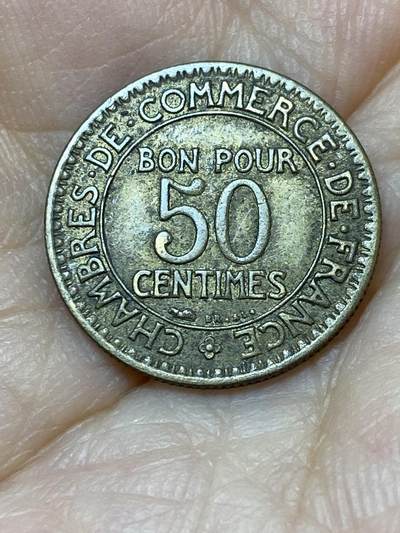 CHAMBRES·DE·COMMERCE·DE·FRANCE
BON POUR
50
CENTIMES